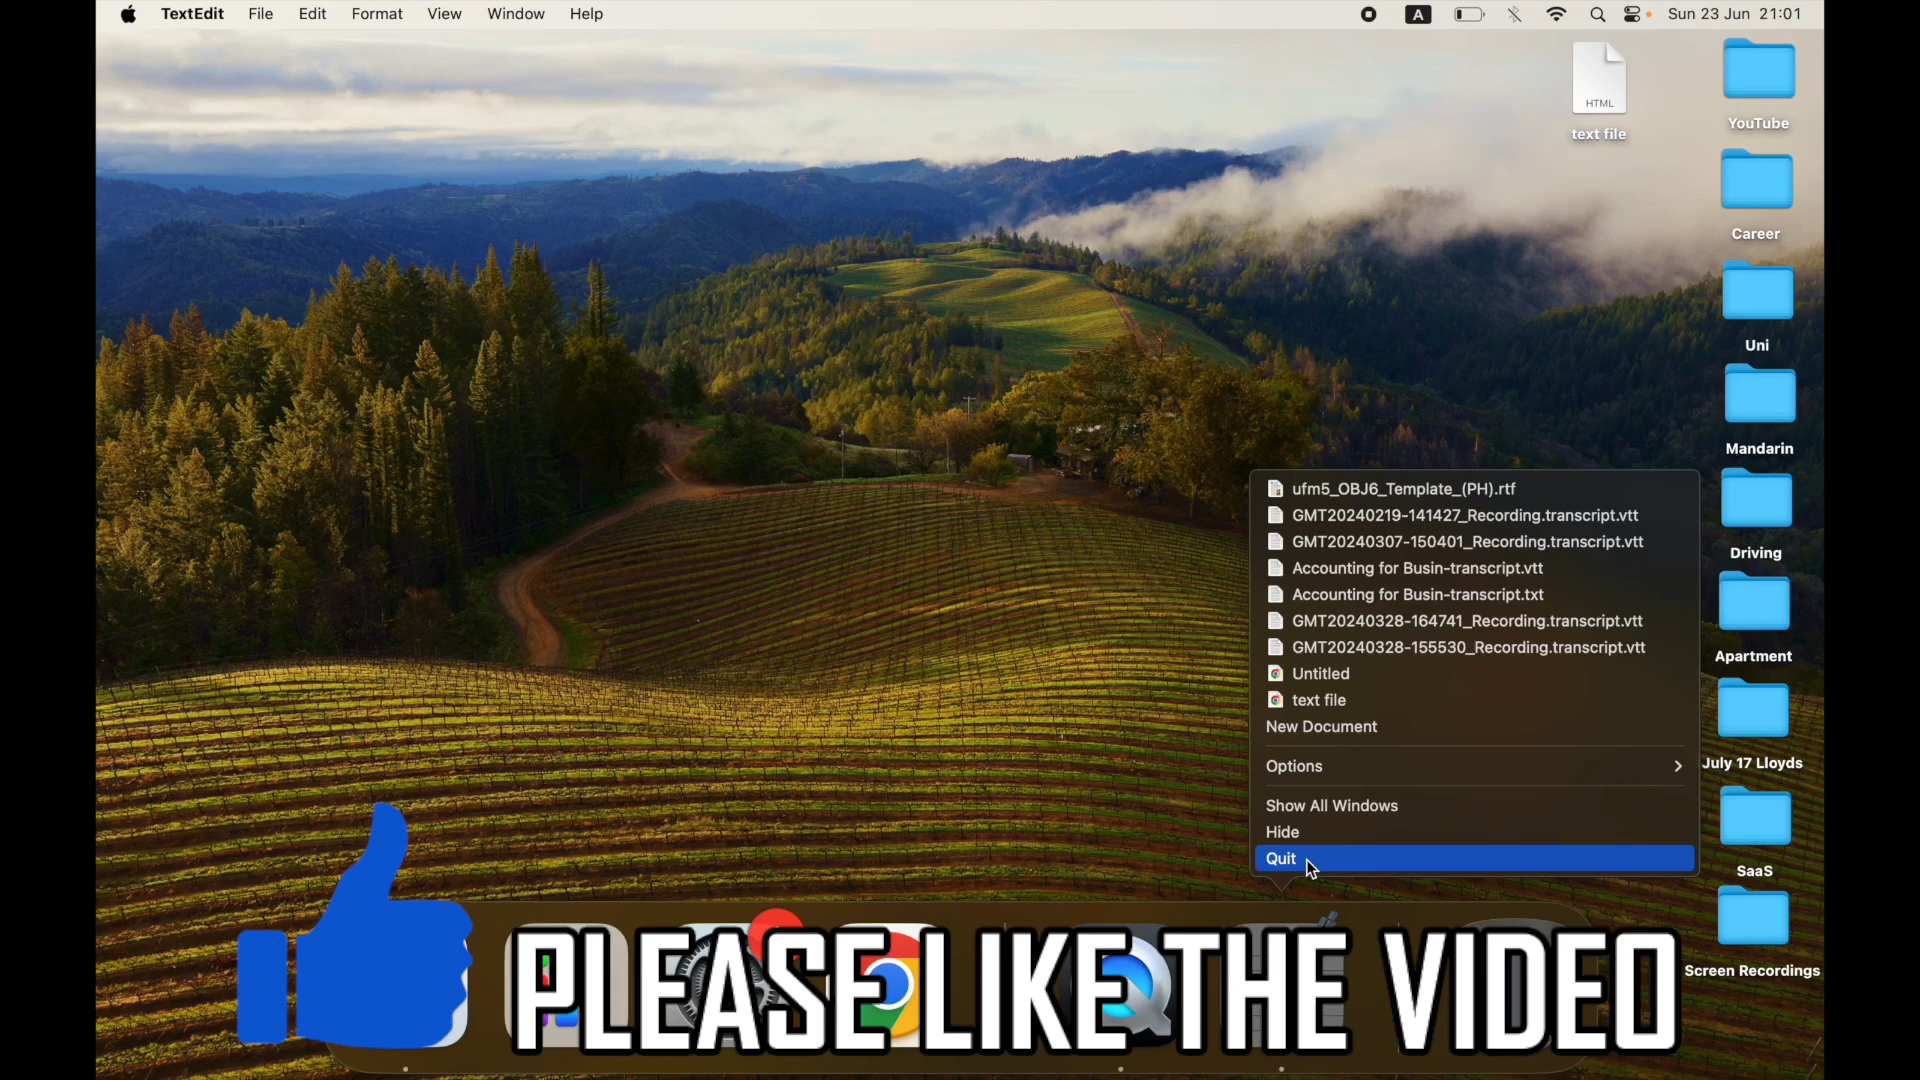 TextEdit File Edit Format View Window Help A Sun 23 Jun 21:01
HTML
text file
YouTube
Career
Uni
Mandarin
Driving
Apartment
July 17 Lloyds
SaaS
Screen Recordings
ufm5_OBJ6_Template_(PH).rtf
GMT20240219-141427_Recording.transcript.vtt
GMT20240307-150401_Recording.transcript.vtt
Accounting for Busin-transcript.vtt
Accounting for Busin-transcript.txt
GMT20240328-164741_Recording.transcript.vtt
GMT20240328-155530_Recording.transcript.vtt
Untitled
text file
New Document
Options
Show All Windows
Hide
Quit
PLEASE LIKE THE VIDEO